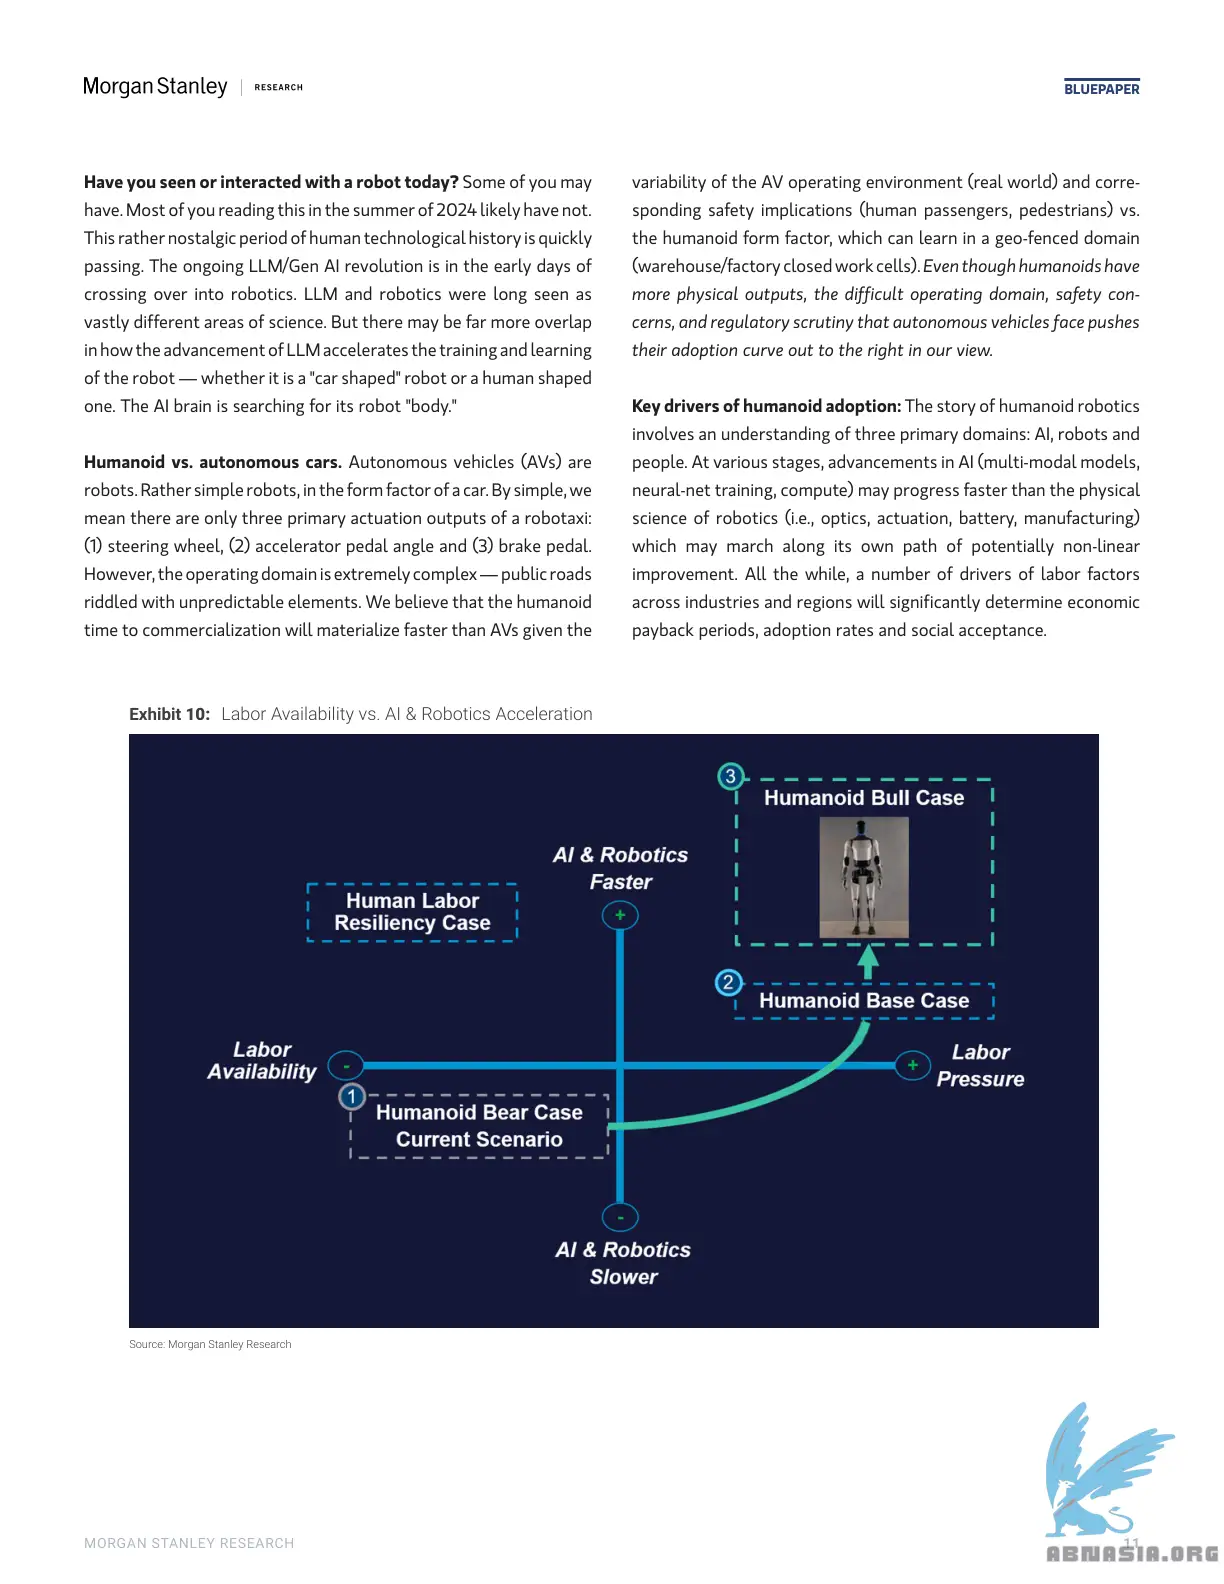 Morgan Stanley | RESEARCH
BLUEPAPER
Have you seen or interacted with a robot today? Some of you may
have. Most of you reading this in the summer of 2024 likely have not.
This rather nostalgic period of human technological history is quickly
passing. The ongoing LLM/Gen AI revolution is in the early days of
crossing over into robotics. LLM and robotics were long seen as
vastly different areas of science. But there may be far more overlap
in how the advancement of LLM accelerates the training and learning
of the robot — whether it is a "car shaped" robot or a human shaped
one. The AI brain is searching for its robot "body."
Humanoid vs. autonomous cars. Autonomous vehicles (AVs) are
robots. Rather simple robots, in the form factor of a car. By simple, we
mean there are only three primary actuation outputs of a robotaxi:
(1) steering wheel, (2) accelerator pedal angle and (3) brake pedal.
However, the operating domain is extremely complex — public roads
riddled with unpredictable elements. We believe that the humanoid
time to commercialization will materialize faster than AVs given the
variability of the AV operating environment (real world) and corre-
sponding safety implications (human passengers, pedestrians) vs.
the humanoid form factor, which can learn in a geo-fenced domain
(warehouse/factory closed work cells). Even though humanoids have
more physical outputs, the difficult operating domain, safety con-
cerns, and regulatory scrutiny that autonomous vehicles face pushes
their adoption curve out to the right in our view.
Key drivers of humanoid adoption: The story of humanoid robotics
involves an understanding of three primary domains: AI, robots and
people. At various stages, advancements in AI (multi-modal models,
neural-net training, compute) may progress faster than the physical
science of robotics (i.e., optics, actuation, battery, manufacturing)
which may march along its own path of potentially non-linear
improvement. All the while, a number of drivers of labor factors
across industries and regions will significantly determine economic
payback periods, adoption rates and social acceptance.
Exhibit 10: Labor Availability vs. AI & Robotics Acceleration
3
Humanoid Bull Case
AI & Robotics
Faster
+
Human Labor
Resiliency Case
2
Humanoid Base Case
Labor
Availability
-
+
Labor
Pressure
1
Humanoid Bear Case
Current Scenario
-
AI & Robotics
Slower
Source: Morgan Stanley Research
MORGAN STANLEY RESEARCH
11
ABNASIA.ORG